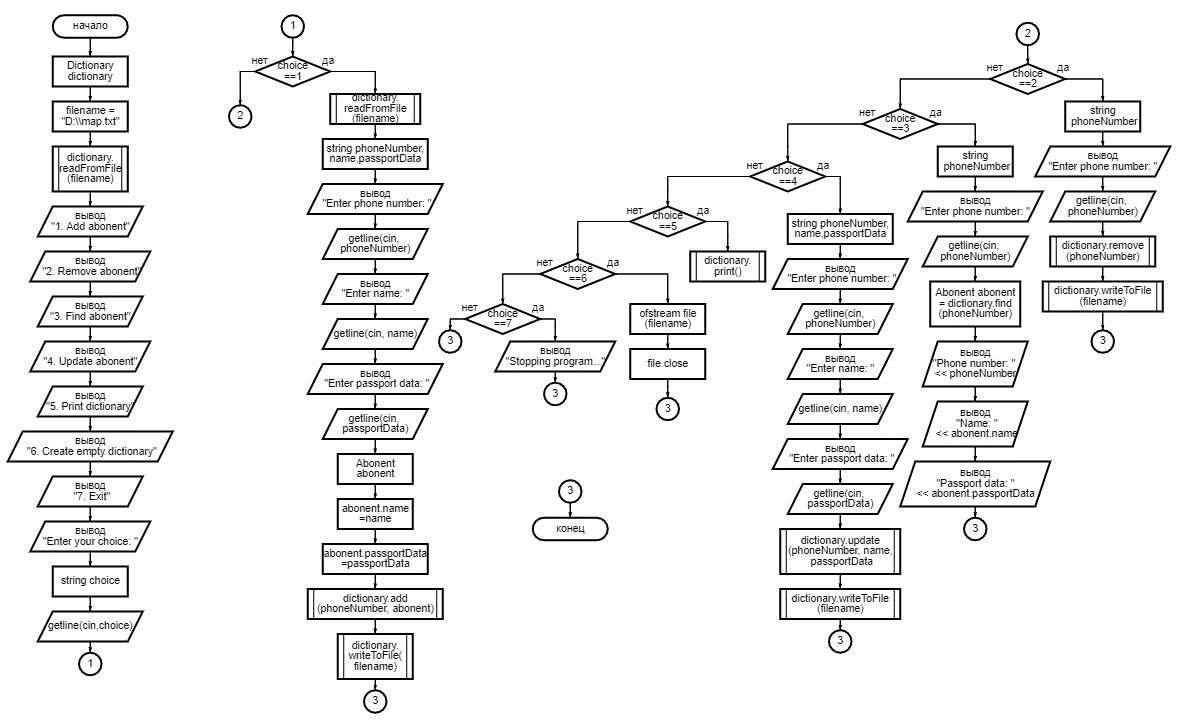 начало
Dictionary
dictionary
filename =
"D:\\map.txt"
dictionary.
readFromFile
(filename)
вывод
"1. Add abonent"
вывод
"2. Remove abonent"
вывод
"3. Find abonent"
вывод
"4. Update abonent"
вывод
"5. Print dictionary"
вывод
"6. Create empty dictionary"
вывод
"7. Exit"
вывод
"Enter your choice: "
string choice
getline(cin,choice)
1
1
нет
да
choice
==1
2
dictionary.
readFromFile
(filename)
string phoneNumber,
name,passportData
вывод
"Enter phone number: "
getline(cin,
phoneNumber)
вывод
"Enter name: "
getline(cin, name)
вывод
"Enter passport data: "
getline(cin,
passportData)
Abonent
abonent
abonent.name
=name
abonent.passportData
=passportData
dictionary.add
(phoneNumber, abonent)
dictionary.
writeToFile(
filename)
3
2
нет
да
choice
==2
string
phoneNumber
вывод
"Enter phone number: "
getline(cin,
phoneNumber)
dictionary.remove
(phoneNumber)
dictionary.writeToFile
(filename)
3
нет
да
choice
==3
string
phoneNumber
вывод
"Enter phone number: "
getline(cin,
phoneNumber)
Abonent abonent
= dictionary.find
(phoneNumber)
вывод
"Phone number: "
<< phoneNumber
вывод
"Name: "
<< abonent.name
вывод
"Passport data: "
<< abonent.passportData
3
нет
да
choice
==4
string phoneNumber,
name,passportData
вывод
"Enter phone number: "
getline(cin,
phoneNumber)
вывод
"Enter name: "
getline(cin, name)
вывод
"Enter passport data: "
getline(cin,
passportData)
dictionary.update
(phoneNumber, name,
passportData
dictionary.writeToFile
(filename)
3
нет
да
choice
==5
dictionary.
print()
нет
да
choice
==6
ofstream file
(filename)
file.close
3
нет
да
choice
==7
3
вывод
"Stopping program..."
3
3
конец